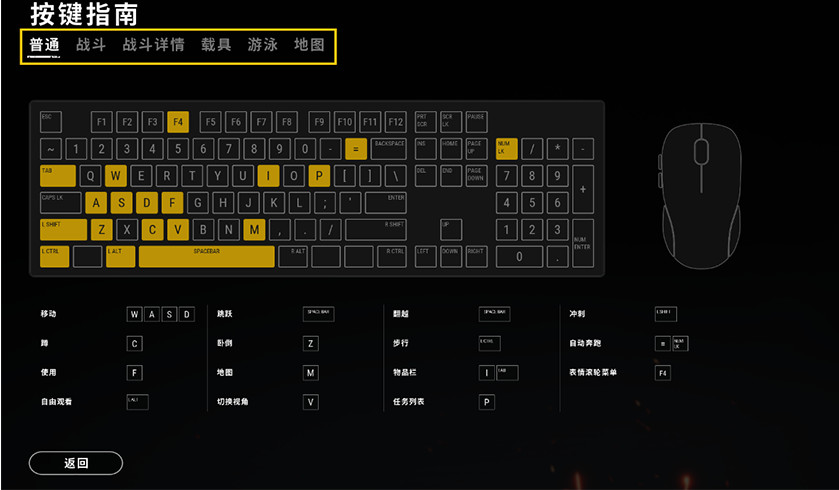 按键指南
普通 战斗 战斗详情 载具 游泳 地图
ESC F1 F2 F3 F4 F5 F6 F7 F8 F9 F10 F11 F12 PRT SCR SCR LK PAUSE
~ 1 2 3 4 5 6 7 8 9 0 - = BACKSPACE INS HOME PAGE UP NUM LK / * -
TAB Q W E R T Y U I O P [ ] \ DEL END PAGE DOWN 7 8 9 +
CAPS LK A S D F G H J K L ; ' ENTER 4 5 6
L.SHIFT Z X C V B N M , . / R.SHIFT UP 1 2 3 NUM ENTER
L.CTRL L.ALT SPACEBAR R.ALT R.CTRL LEFT DOWN RIGHT 0 .
移动 W A S D 跳跃 SPACE BAR 翻越 SPACE BAR 冲刺 L.SHIFT
蹲 C 卧倒 Z 步行 L.CTRL 自动奔跑 = NUM LK
使用 F 地图 M 物品栏 I TAB 表情滚轮菜单 F4
自由观看 L.ALT 切换视角 V 任务列表 P
返回